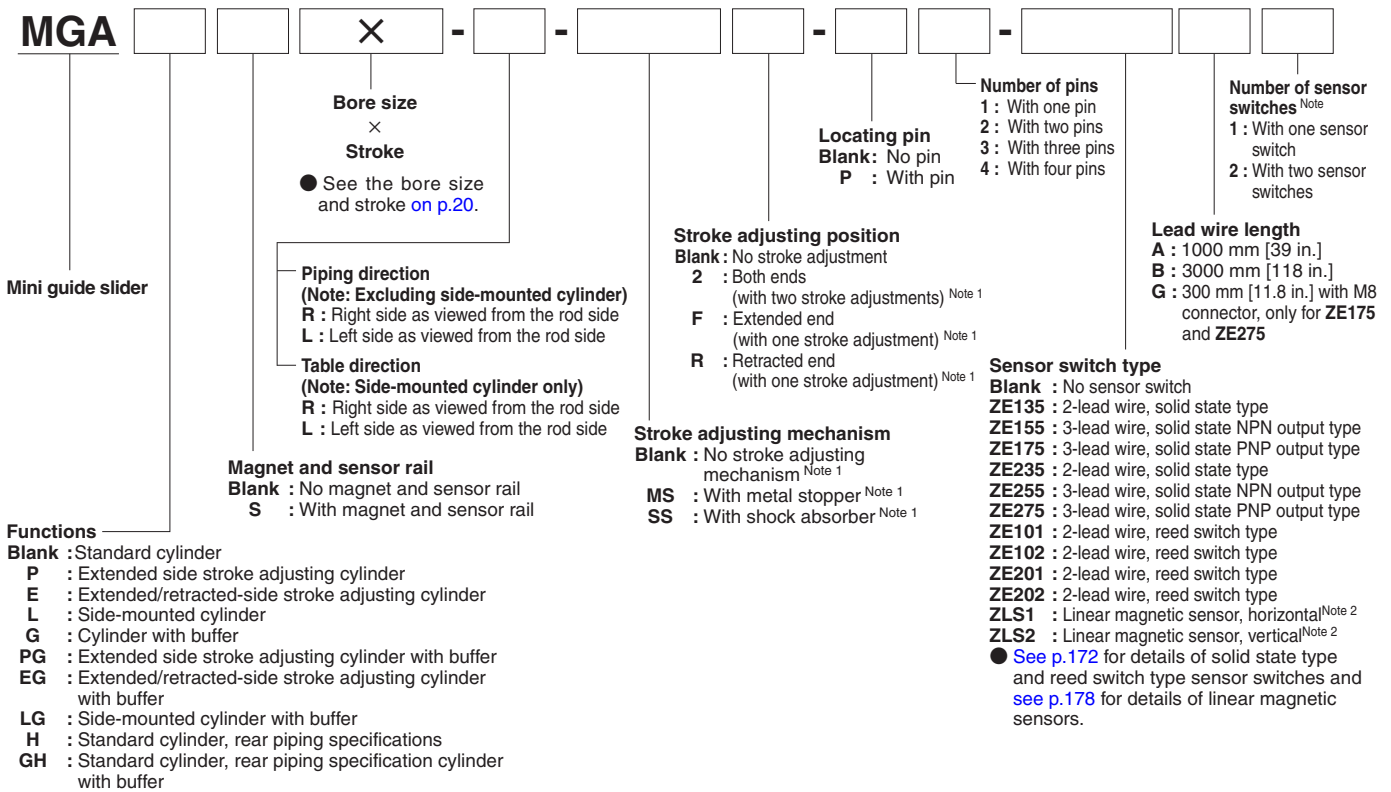 MGA × - - - -
Bore size
×
Stroke
● See the bore size
and stroke on p.20.
Mini guide slider
Piping direction
(Note: Excluding side-mounted cylinder)
R : Right side as viewed from the rod side
L : Left side as viewed from the rod side
Table direction
(Note: Side-mounted cylinder only)
R : Right side as viewed from the rod side
L : Left side as viewed from the rod side
Magnet and sensor rail
Blank : No magnet and sensor rail
S : With magnet and sensor rail
Functions
Blank : Standard cylinder
P : Extended side stroke adjusting cylinder
E : Extended/retracted-side stroke adjusting cylinder
L : Side-mounted cylinder
G : Cylinder with buffer
PG : Extended side stroke adjusting cylinder with buffer
EG : Extended/retracted-side stroke adjusting cylinder
with buffer
LG : Side-mounted cylinder with buffer
H : Standard cylinder, rear piping specifications
GH : Standard cylinder, rear piping specification cylinder
with buffer
Stroke adjusting mechanism
Blank : No stroke adjusting
mechanism Note 1
MS : With metal stopper Note 1
SS : With shock absorber Note 1
Stroke adjusting position
Blank : No stroke adjustment
2 : Both ends
(with two stroke adjustments) Note 1
F : Extended end
(with one stroke adjustment) Note 1
R : Retracted end
(with one stroke adjustment) Note 1
Locating pin
Blank : No pin
P : With pin
Number of pins
1 : With one pin
2 : With two pins
3 : With three pins
4 : With four pins
Sensor switch type
Blank : No sensor switch
ZE135 : 2-lead wire, solid state type
ZE155 : 3-lead wire, solid state NPN output type
ZE175 : 3-lead wire, solid state PNP output type
ZE235 : 2-lead wire, solid state type
ZE255 : 3-lead wire, solid state NPN output type
ZE275 : 3-lead wire, solid state PNP output type
ZE101 : 2-lead wire, reed switch type
ZE102 : 2-lead wire, reed switch type
ZE201 : 2-lead wire, reed switch type
ZE202 : 2-lead wire, reed switch type
ZLS1 : Linear magnetic sensor, horizontal Note 2
ZLS2 : Linear magnetic sensor, vertical Note 2
● See p.172 for details of solid state type
and reed switch type sensor switches and
see p.178 for details of linear magnetic
sensors.
Lead wire length
A : 1000 mm [39 in.]
B : 3000 mm [118 in.]
G : 300 mm [11.8 in.] with M8
connector, only for ZE175
and ZE275
Number of sensor
switches Note
1 : With one sensor
switch
2 : With two sensor
switches